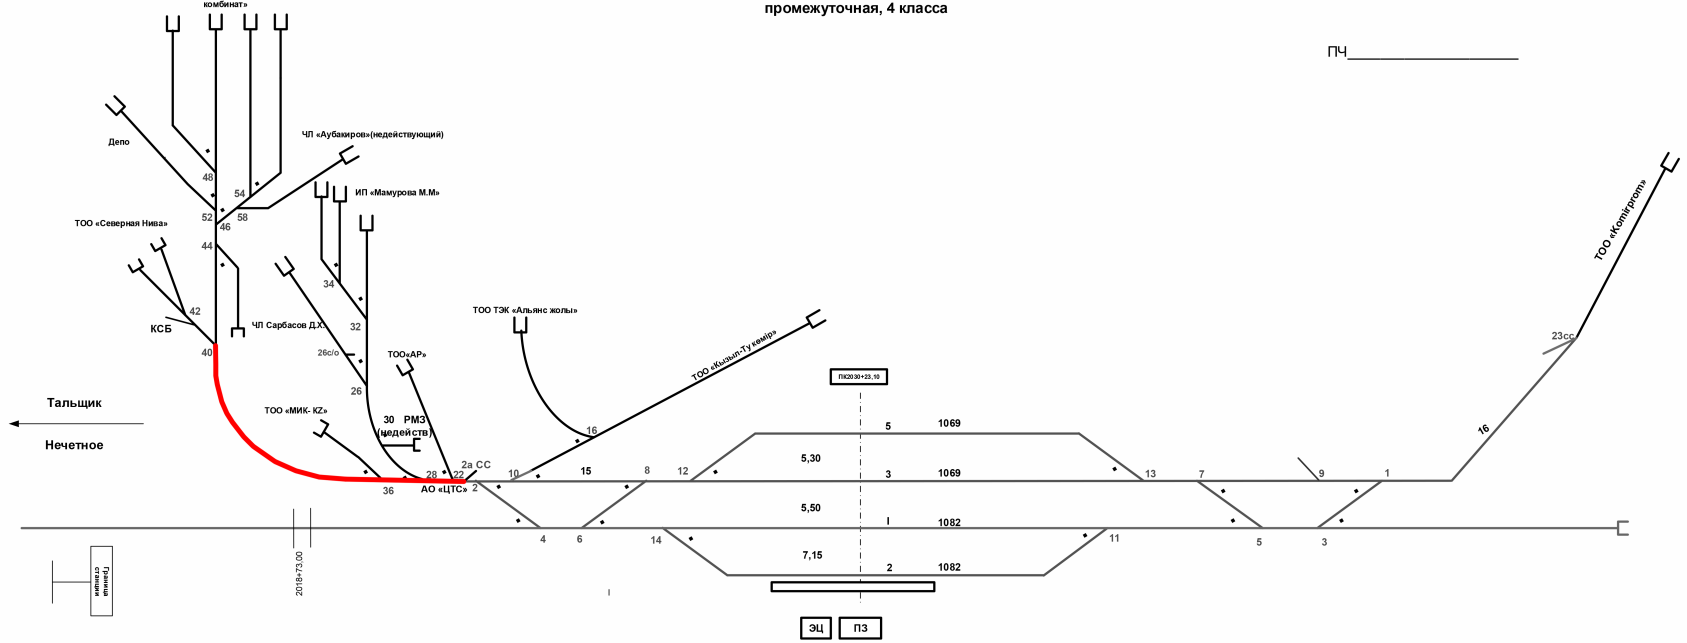 комбинат»
промежуточная, 4 класса
ПЧ_____________________
Депо
ЧЛ «Аубакиров»(недействующий)
48
54
ИП «Мамурова М.М»
52
58
46
ТОО «Северная Нива»
44
ТОО «Komirprom»
34
42
КСБ
ЧЛ Сарбасов Д.Х.
32
ТОО ТЭК «Альянс жолы»
ТОО «Кызыл-Ту көмір»
23сс
40
26с/о
ТОО«АР»
ПК2030+23,10
26
Тальщик
Нечетное
ТОО «МИК- KZ»
30 РМЗ
(недейств)
16
5
1069
16
5,30
28
22
2а СС
10
15
8
12
3
1069
13
7
9
1
36
АО «ЦТС»
2
5,50
I
1082
4
6
14
11
5
3
7,15
2
1082
Граница
станции
2018+73,00
I
ЭЦ
ПЗ